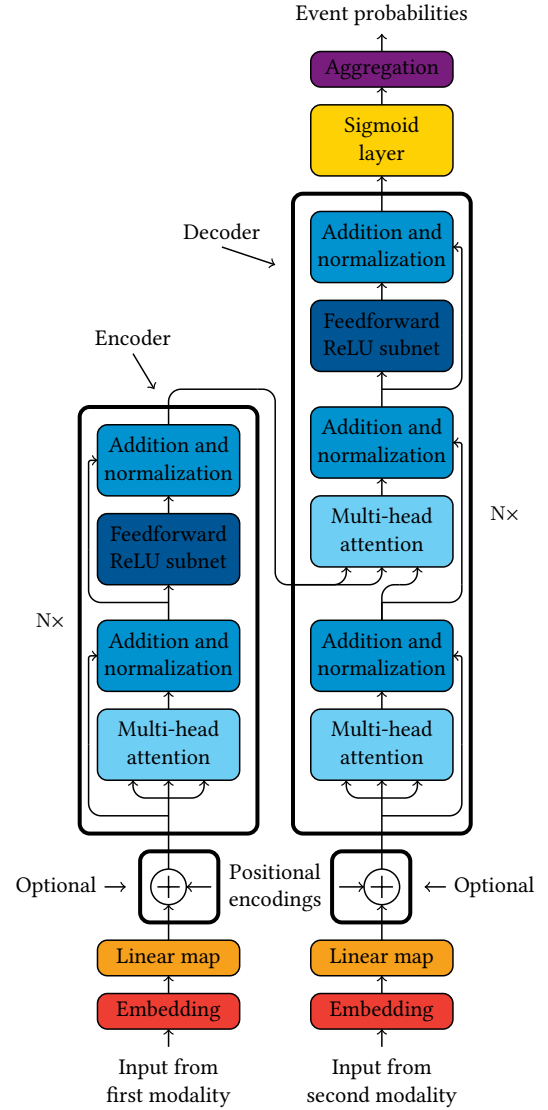 Event probabilities
Aggregation
Sigmoid
layer
Decoder
Addition and
normalization
Feedforward
ReLU subnet
Encoder
Addition and
normalization
Addition and
normalization
Feedforward
ReLU subnet
Multi-head
attention
N×
N×
Addition and
normalization
Addition and
normalization
Multi-head
attention
Multi-head
attention
Optional
Positional
encodings
Optional
Linear map
Linear map
Embedding
Embedding
Input from
first modality
Input from
second modality